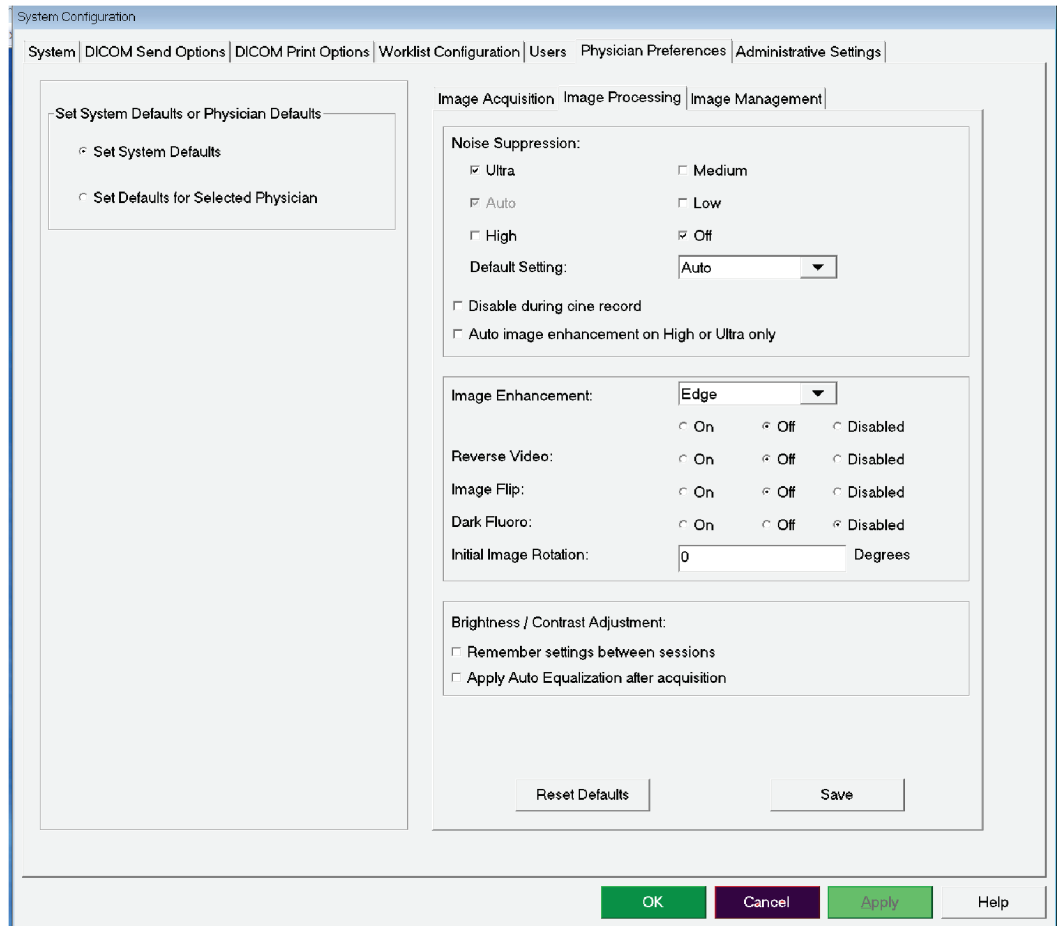 System Configuration
System DICOM Send Options DICOM Print Options Worklist Configuration Users Physician Preferences Administrative Settings
Set System Defaults or Physician Defaults
Set System Defaults
Set Defaults for Selected Physician
Image Acquisition Image Processing Image Management
Noise Suppression:
Ultra Medium
Auto Low
High Off
Default Setting: Auto
Disable during cine record
Auto image enhancement on High or Ultra only
Image Enhancement: Edge
On Off Disabled
Reverse Video: On Off Disabled
Image Flip: On Off Disabled
Dark Fluoro: On Off Disabled
Initial Image Rotation: 0 Degrees
Brightness / Contrast Adjustment:
Remember settings between sessions
Apply Auto Equalization after acquisition
Reset Defaults Save
OK Cancel Apply Help